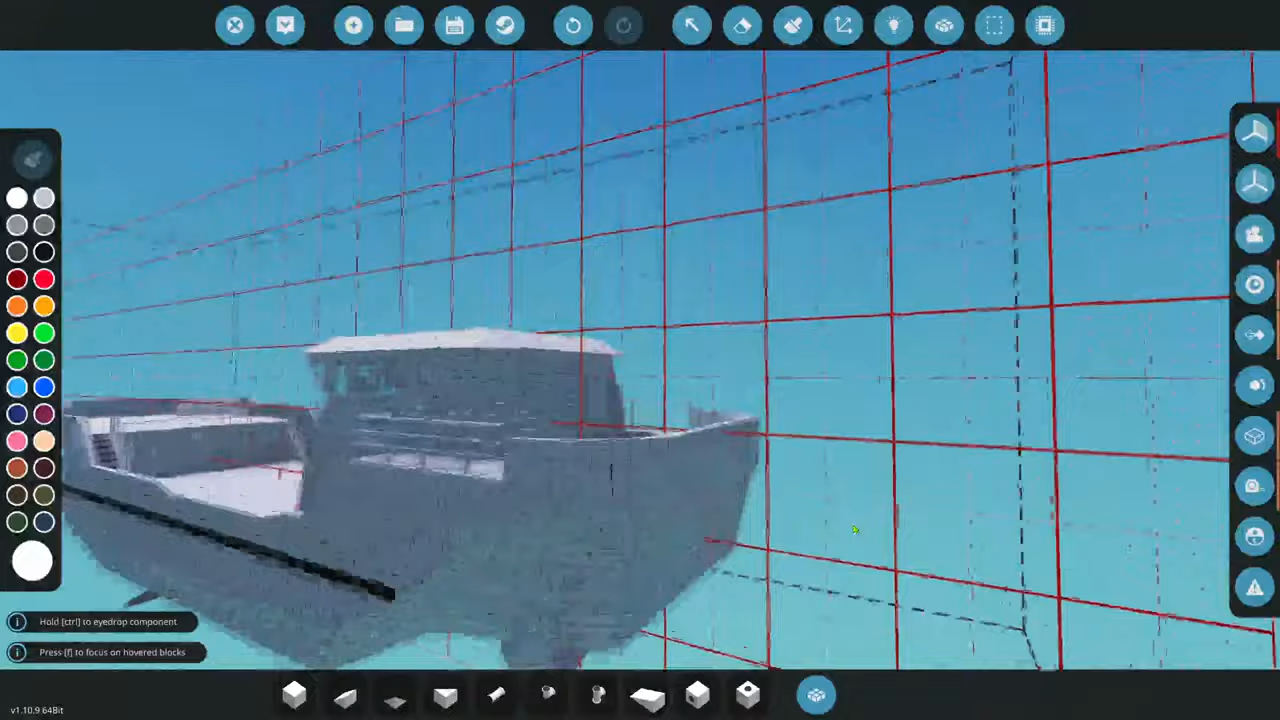 Hold [ctrl] to eyedrop component
Press [f] to focus on hovered blocks
v1.10.9 64Bit